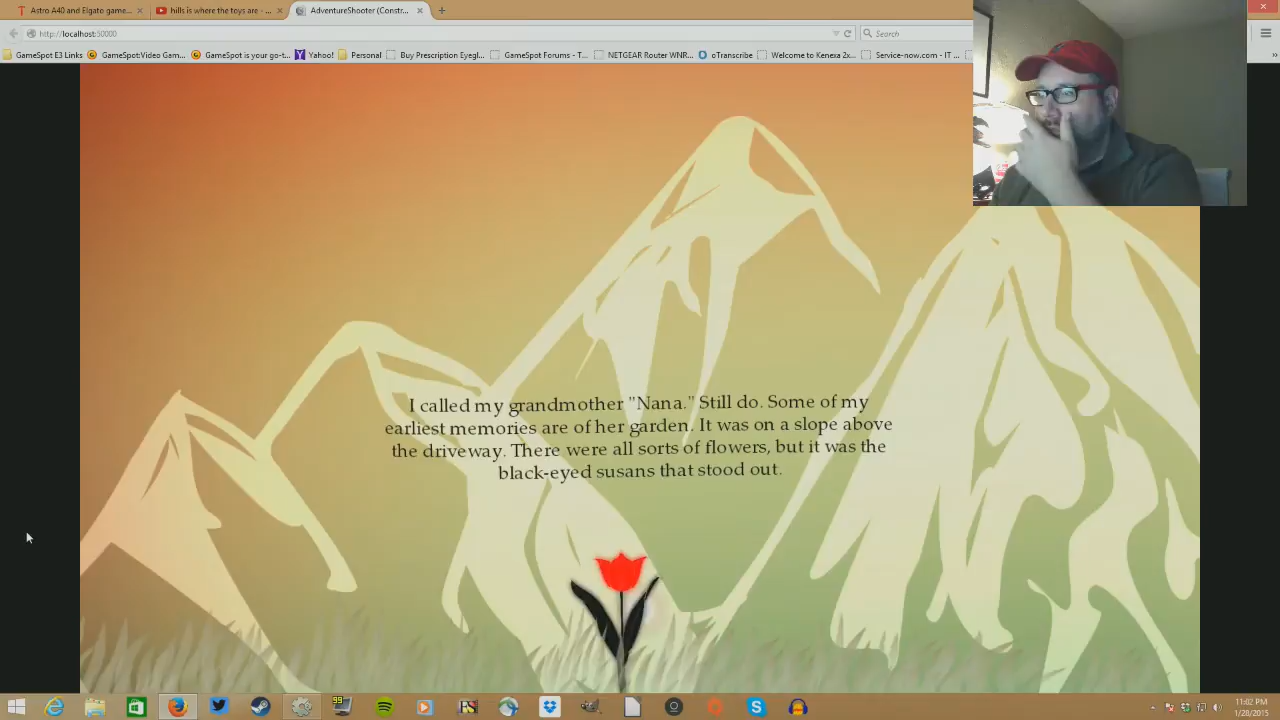 Astro A40 and Elgato game...
hills is where the toys are - ...
AdventureShooter (Constr...
http://localhost:50000
Search
GameSpot E3 Links
GameSpot:Video Gam...
GameSpot is your go-t...
Yahoo!
Personal
Buy Prescription Eyegl...
GameSpot Forums - T...
NETGEAR Router WNR...
oTranscribe
Welcome to Kenexa 2x...
Service-now.com - IT ...
I called my grandmother "Nana." Still do. Some of my
earliest memories are of her garden. It was on a slope above
the driveway. There were all sorts of flowers, but it was the
black-eyed susans that stood out.
99
11:02 PM
1/28/2015